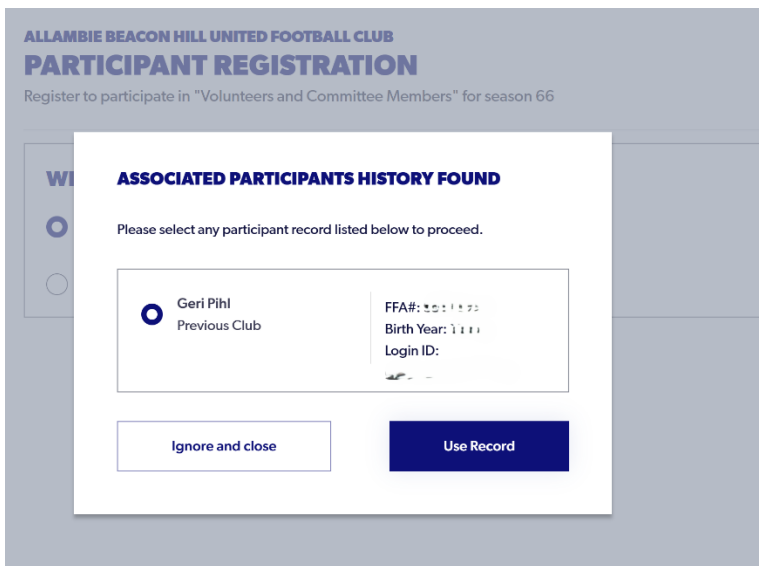 ALLAMBIE BEACON HILL UNITED FOOTBALL CLUB
PARTICIPANT REGISTRATION
Register to participate in "Volunteers and Committee Members" for season 66
ASSOCIATED PARTICIPANTS HISTORY FOUND
Please select any participant record listed below to proceed.
Geri Pihl
Previous Club
FFA#:
Birth Year:
Login ID:
Ignore and close
Use Record